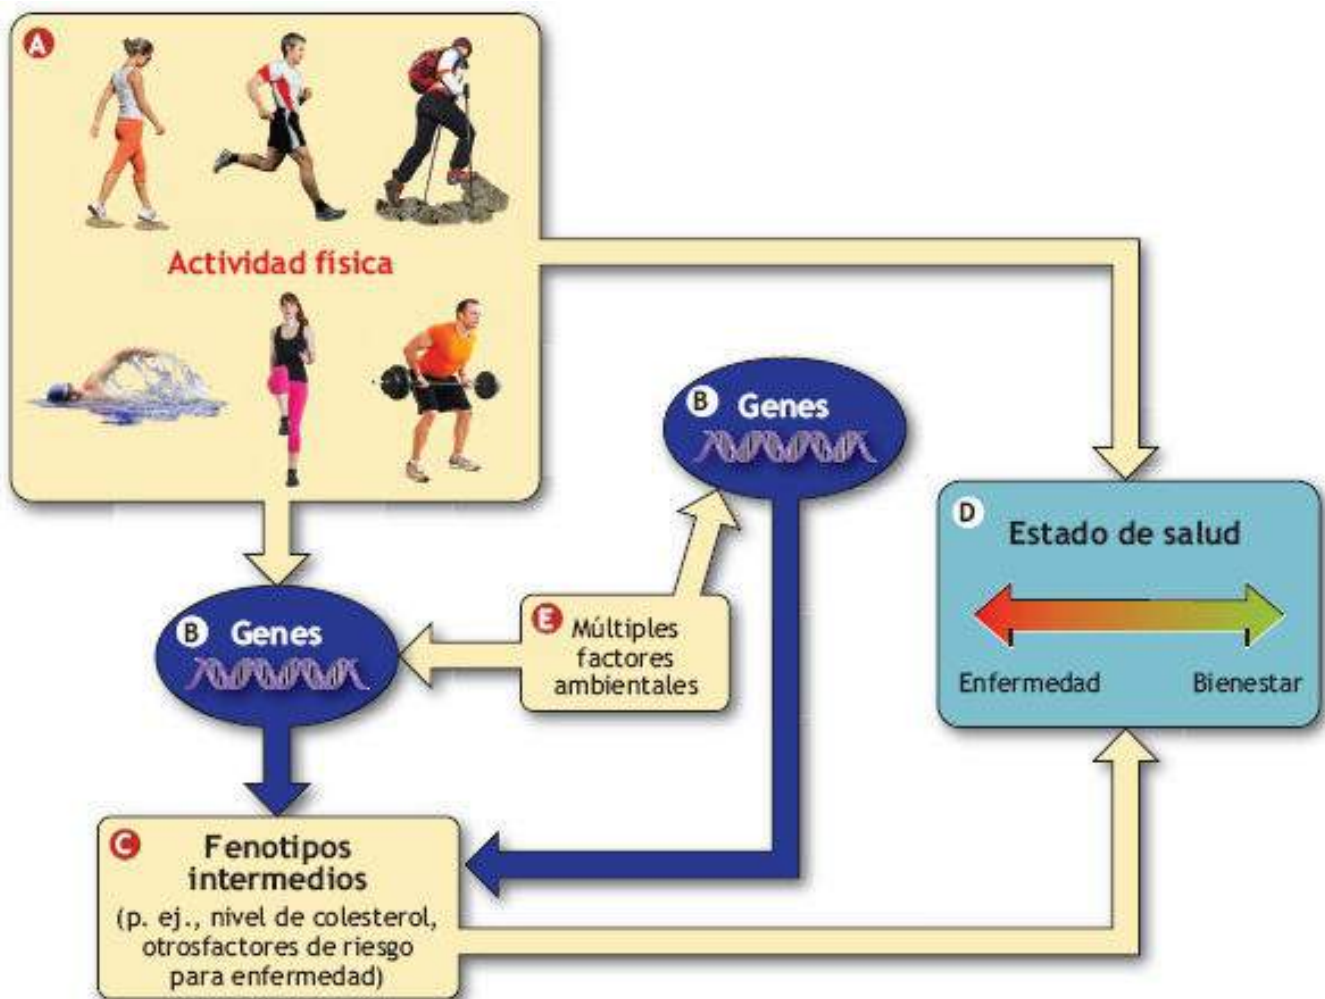 A
Actividad física
B Genes
B Genes
E Múltiples
factores
ambientales
C Fenotipos
intermedios
(p. ej., nivel de colesterol,
otrosfactores de riesgo
para enfermedad)
D
Estado de salud
Enfermedad Bienestar